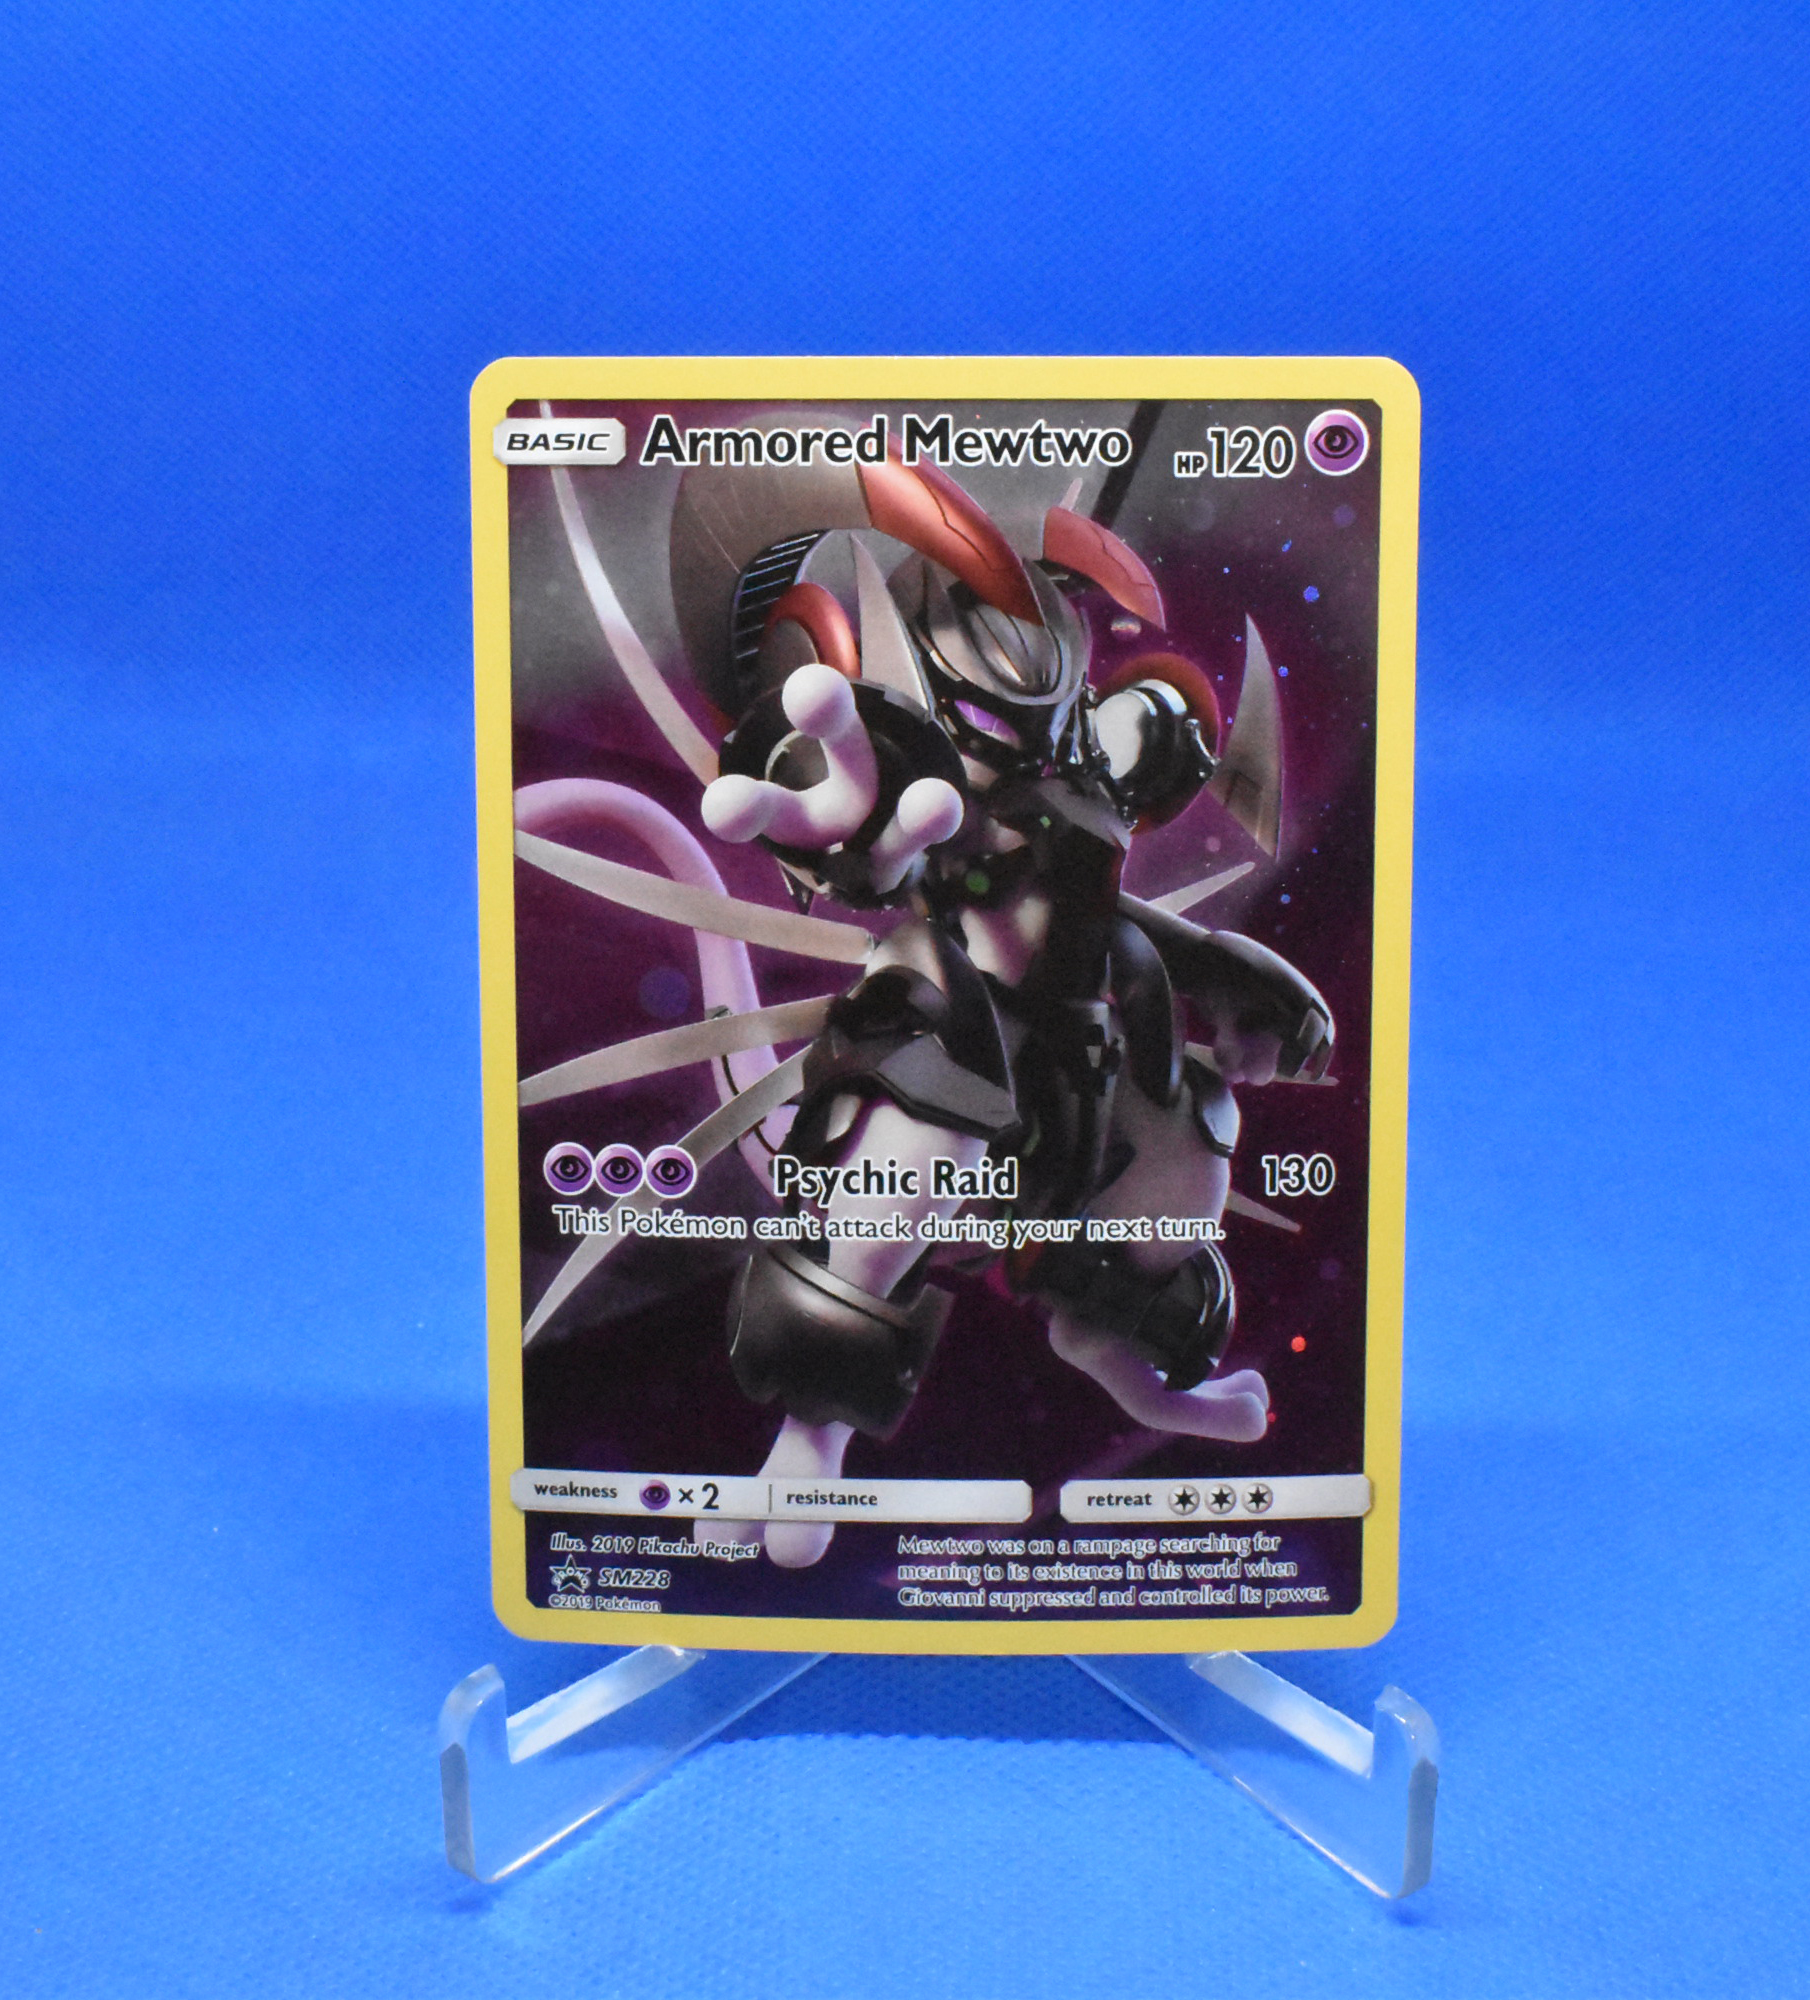 BASIC Armored Mewtwo HP120
Psychic Raid 130
This Pokémon can't attack during your next turn.
weakness ×2 resistance retreat
Illus. 2019 Pikachu Project
SM228
©2019 Pokémon
Mewtwo was on a rampage searching for
meaning to its existence in this world when
Giovanni suppressed and controlled its power.